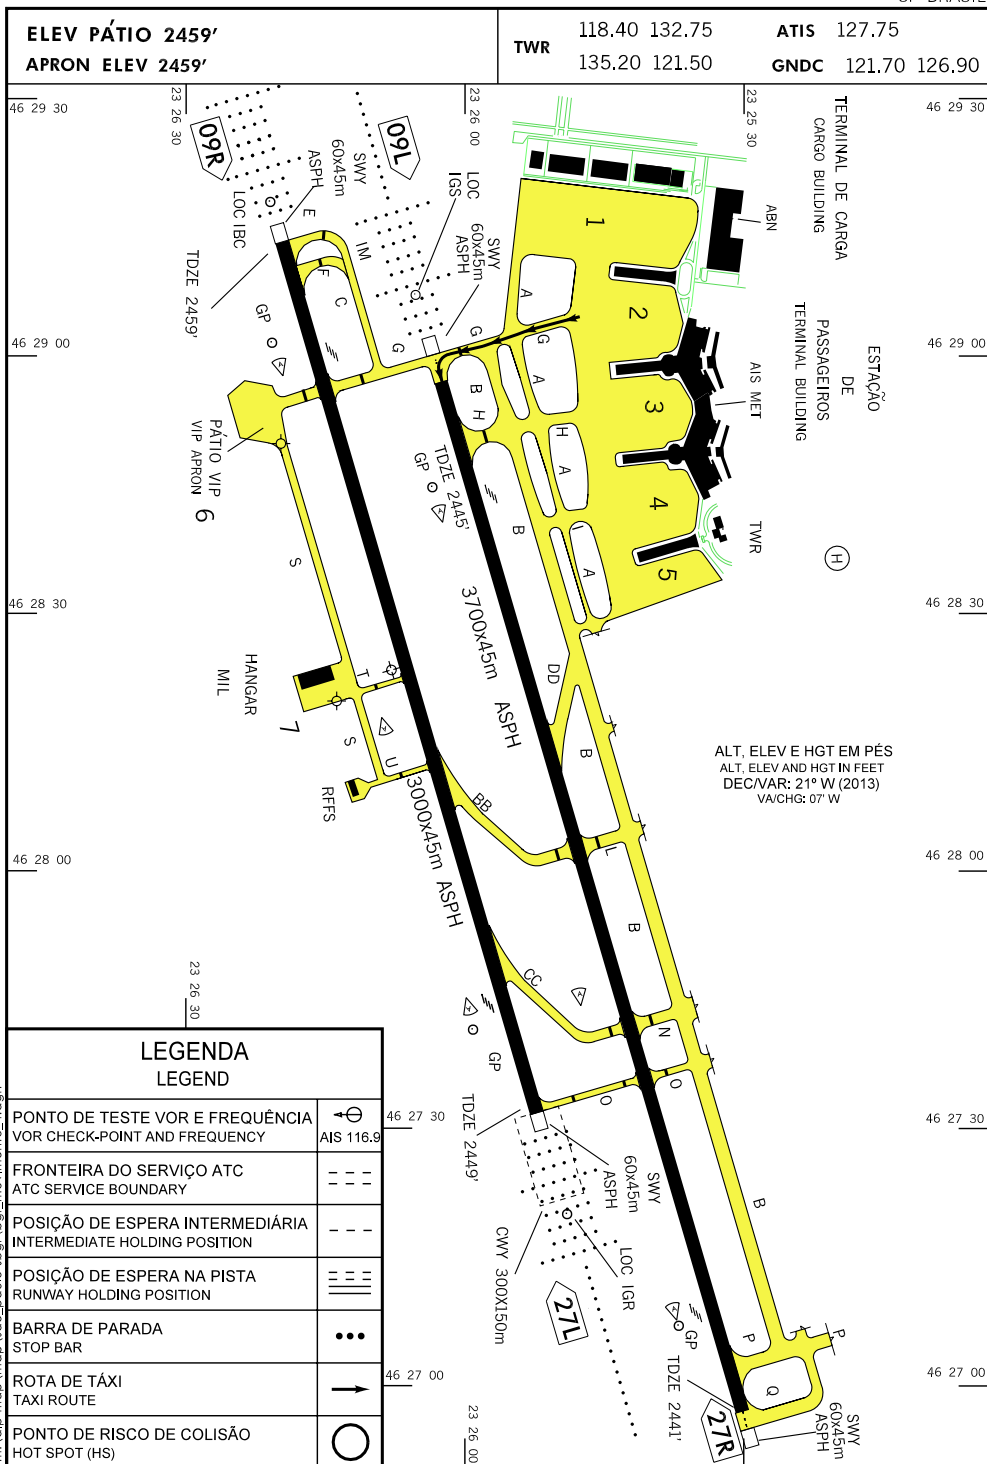 ELEV PÁTIO 2459'
APRON ELEV 2459'
TWR
118.40 132.75
135.20 121.50
ATIS 127.75
GNDC 121.70 126.90
46 29 30
23 26 30
23 26 00
23 25 30
46 29 30
09R
09L
SWY
60x45m
ASPH
LOC IBC
LOC
IGS
SWY
60x45m
ASPH
TERMINAL DE CARGA
CARGO BUILDING
ABN
1
E
IM
F
C
TDZE 2459'
GP
A
G
G
G
2
46 29 00
46 29 00
ESTAÇÃO
DE
PASSAGEIROS
TERMINAL BUILDING
AIS MET
A
B
H
H
3
A
PÁTIO VIP
VIP APRON 6
TDZE 2445'
GP
B
4
I
A
5
TWR
H
S
46 28 30
46 28 30
3700x45m ASPH
HANGAR
MIL
T
7
S
U
RFFS
DD
B
ALT, ELEV E HGT EM PÉS
ALT, ELEV AND HGT IN FEET
DEC/VAR: 21º W (2013)
VA/CHG: 07' W
BB
3000x45m ASPH
L
46 28 00
46 28 00
B
CC
23 26 30
GP
N
O
O
TDZE 2449'
46 27 30
46 27 30
SWY
60x45m
ASPH
B
CWY 300X150m
LOC IGR
27L
GP
P
P
TDZE 2441'
Q
46 27 00
46 27 00
27R
SWY
60x45m
ASPH
23 26 00
LEGENDA
LEGEND
PONTO DE TESTE VOR E FREQUÊNCIA
VOR CHECK-POINT AND FREQUENCY
AIS 116.9
FRONTEIRA DO SERVIÇO ATC
ATC SERVICE BOUNDARY
POSIÇÃO DE ESPERA INTERMEDIÁRIA
INTERMEDIATE HOLDING POSITION
POSIÇÃO DE ESPERA NA PISTA
RUNWAY HOLDING POSITION
BARRA DE PARADA
STOP BAR
ROTA DE TÁXI
TAXI ROUTE
PONTO DE RISCO DE COLISÃO
HOT SPOT (HS)